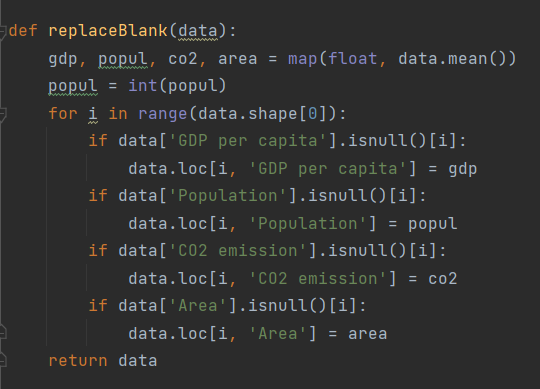 def replaceBlank(data):
    gdp, popul, co2, area = map(float, data.mean())
    popul = int(popul)
    for i in range(data.shape[0]):
        if data['GDP per capita'].isnull()[i]:
            data.loc[i, 'GDP per capita'] = gdp
        if data['Population'].isnull()[i]:
            data.loc[i, 'Population'] = popul
        if data['CO2 emission'].isnull()[i]:
            data.loc[i, 'CO2 emission'] = co2
        if data['Area'].isnull()[i]:
            data.loc[i, 'Area'] = area
    return data